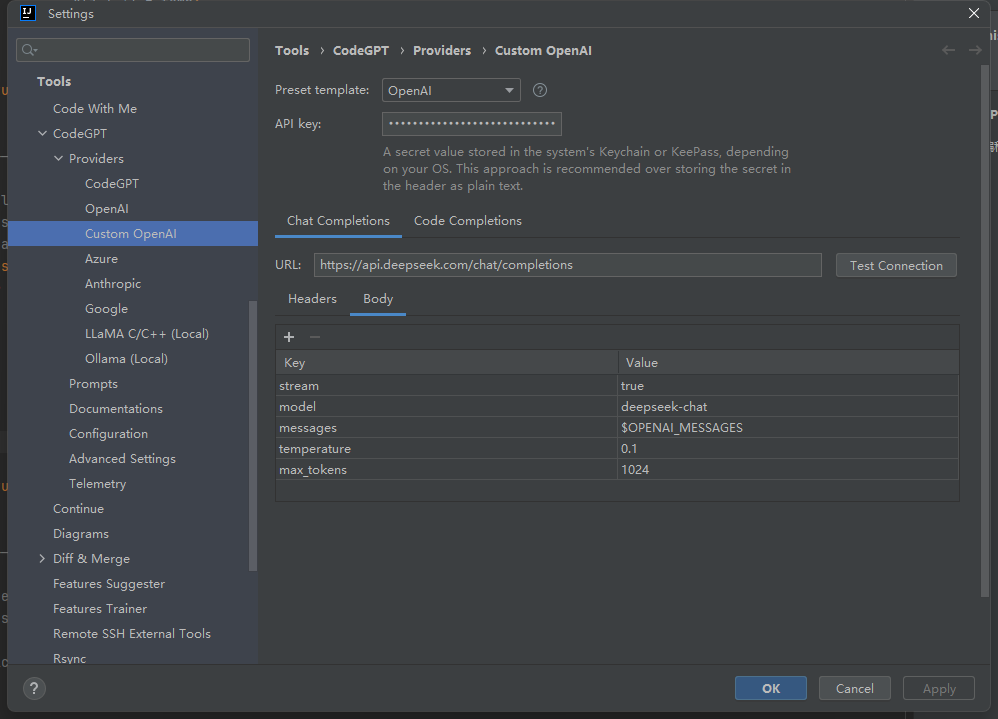 IJ Settings
Tools
Code With Me
CodeGPT
Providers
CodeGPT
OpenAI
Custom OpenAI
Azure
Anthropic
Google
LLaMA C/C++ (Local)
Ollama (Local)
Prompts
Documentations
Configuration
Advanced Settings
Telemetry
Continue
Diagrams
Diff & Merge
Features Suggester
Features Trainer
Remote SSH External Tools
Rsync
Tools › CodeGPT › Providers › Custom OpenAI
Preset template: OpenAI ?
API key: ••••••••••••••••••••••••••••
A secret value stored in the system's Keychain or KeePass, depending
on your OS. This approach is recommended over storing the secret in
the header as plain text.
Chat Completions Code Completions
URL: https://api.deepseek.com/chat/completions Test Connection
Headers Body
+ −
Key Value
stream true
model deepseek-chat
messages $OPENAI_MESSAGES
temperature 0.1
max_tokens 1024
? OK Cancel Apply